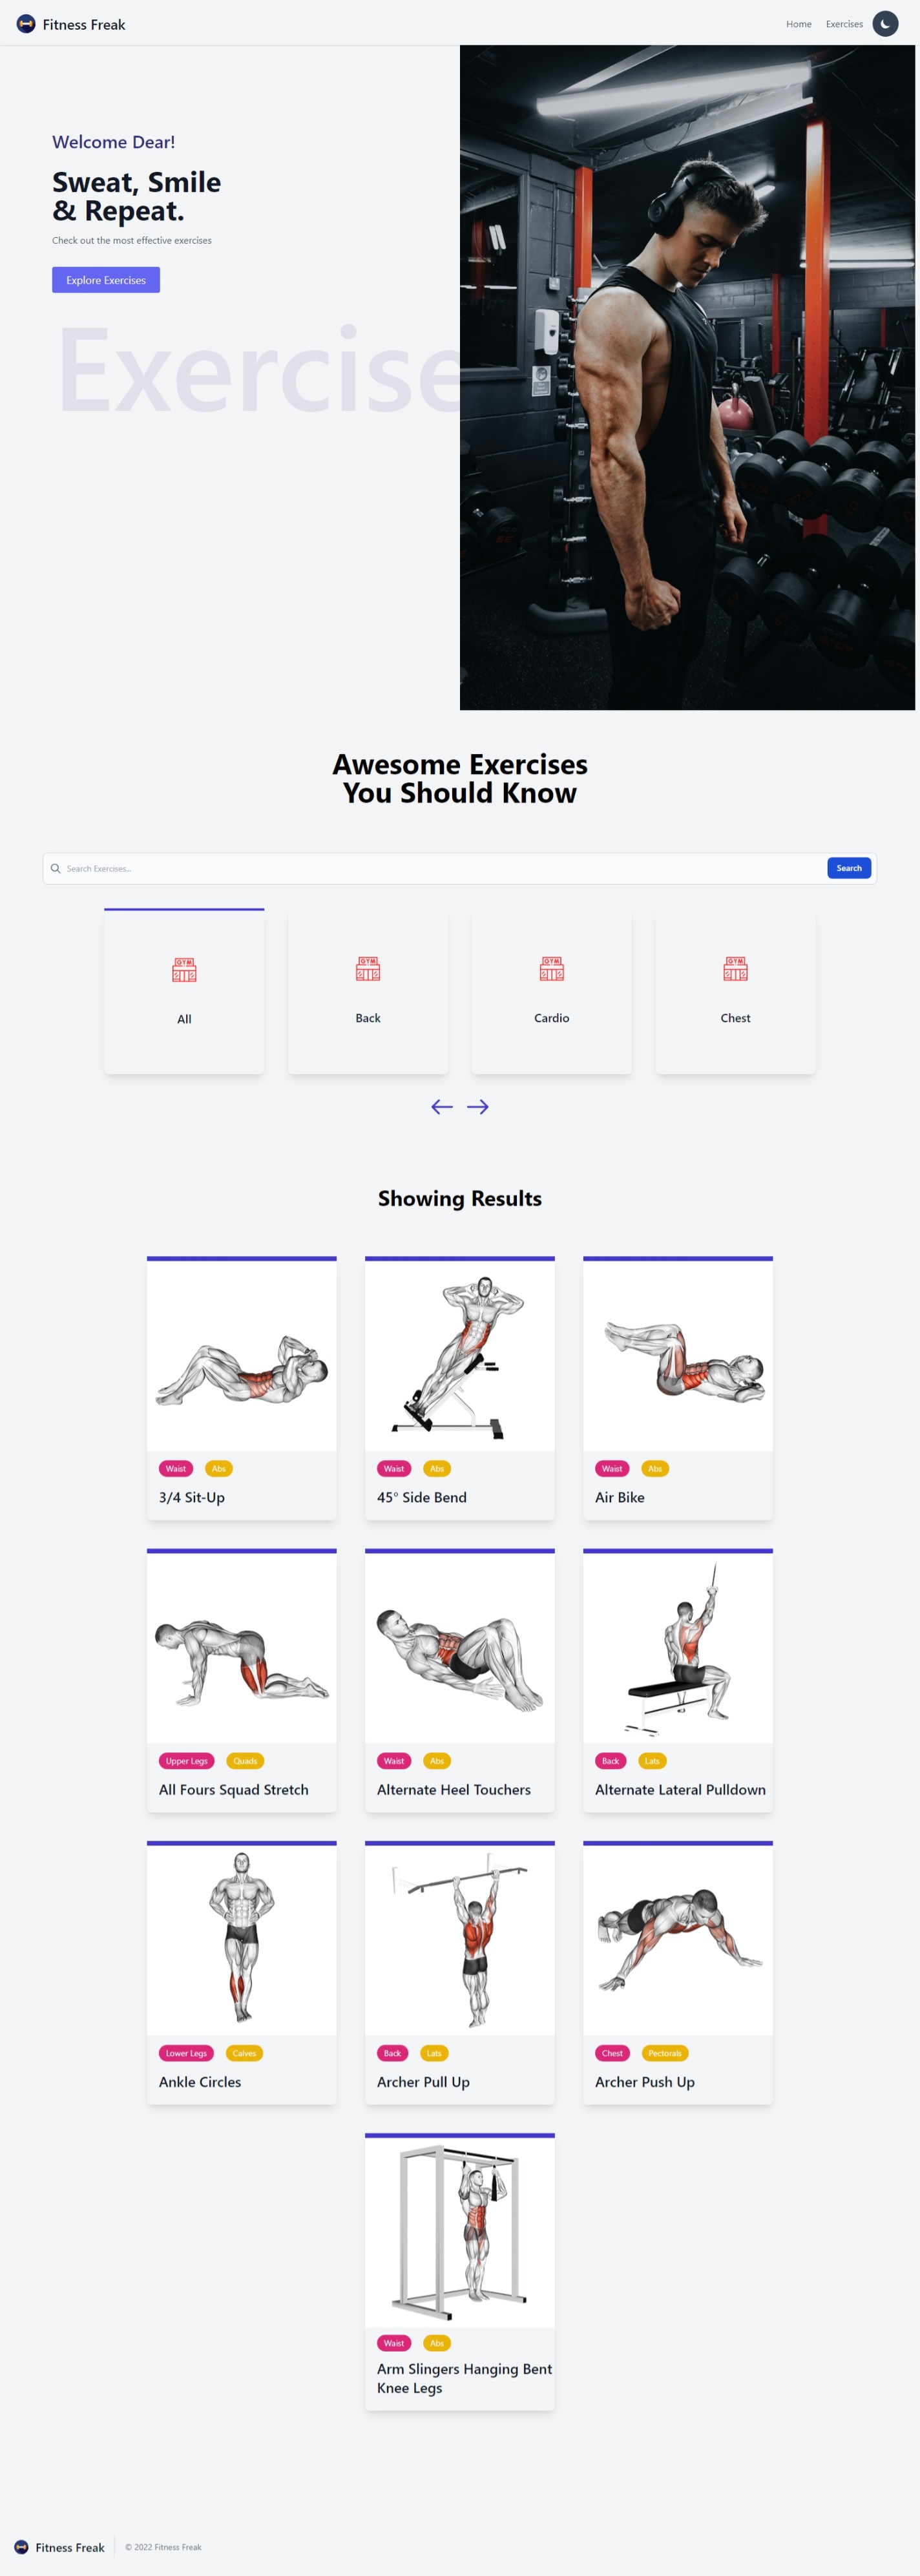 Fitness Freak
Home
Exercises
Welcome Dear!
Sweat, Smile
& Repeat.
Check out the most effective exercises
Explore Exercises
Exercise
Awesome Exercises
You Should Know
Search Exercises...
Search
GYM
GYM
GYM
GYM
All
Back
Cardio
Chest
Showing Results
Waist
Abs
3/4 Sit-Up
Waist
Abs
45° Side Bend
Waist
Abs
Air Bike
Upper Legs
Quads
All Fours Squad Stretch
Waist
Abs
Alternate Heel Touchers
Back
Lats
Alternate Lateral Pulldown
Lower Legs
Calves
Ankle Circles
Back
Lats
Archer Pull Up
Chest
Pectorals
Archer Push Up
Waist
Abs
Arm Slingers Hanging Bent
Knee Legs
Fitness Freak
© 2022 Fitness Freak